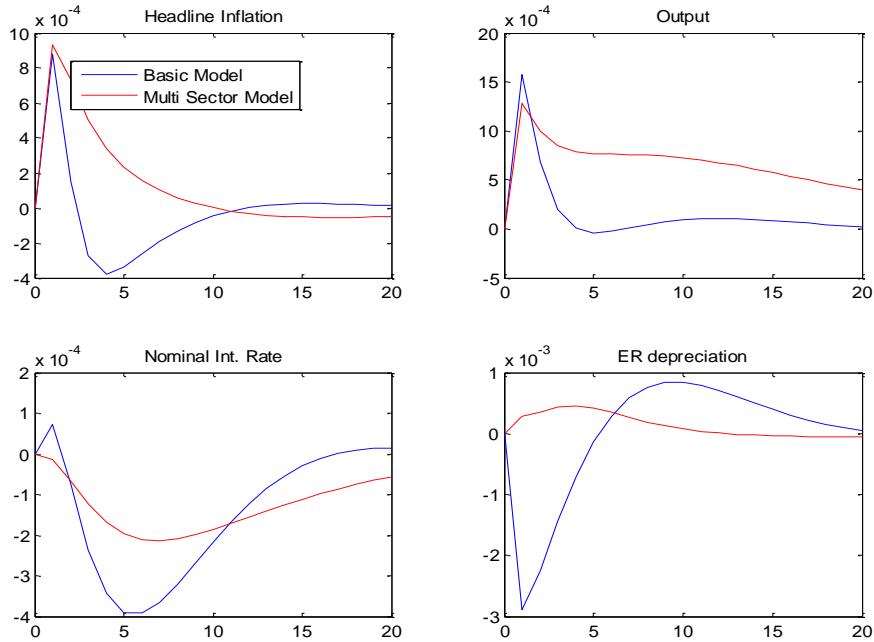 Headline Inflation
x 10-4
10
8
6
4
2
0
-2
-4
0 5 10 15 20
Basic Model
Multi Sector Model
Output
x 10-4
20
15
10
5
0
-5
0 5 10 15 20
Nominal Int. Rate
x 10-4
2
1
0
-1
-2
-3
-4
0 5 10 15 20
ER depreciation
x 10-3
1
0
-1
-2
-3
0 5 10 15 20